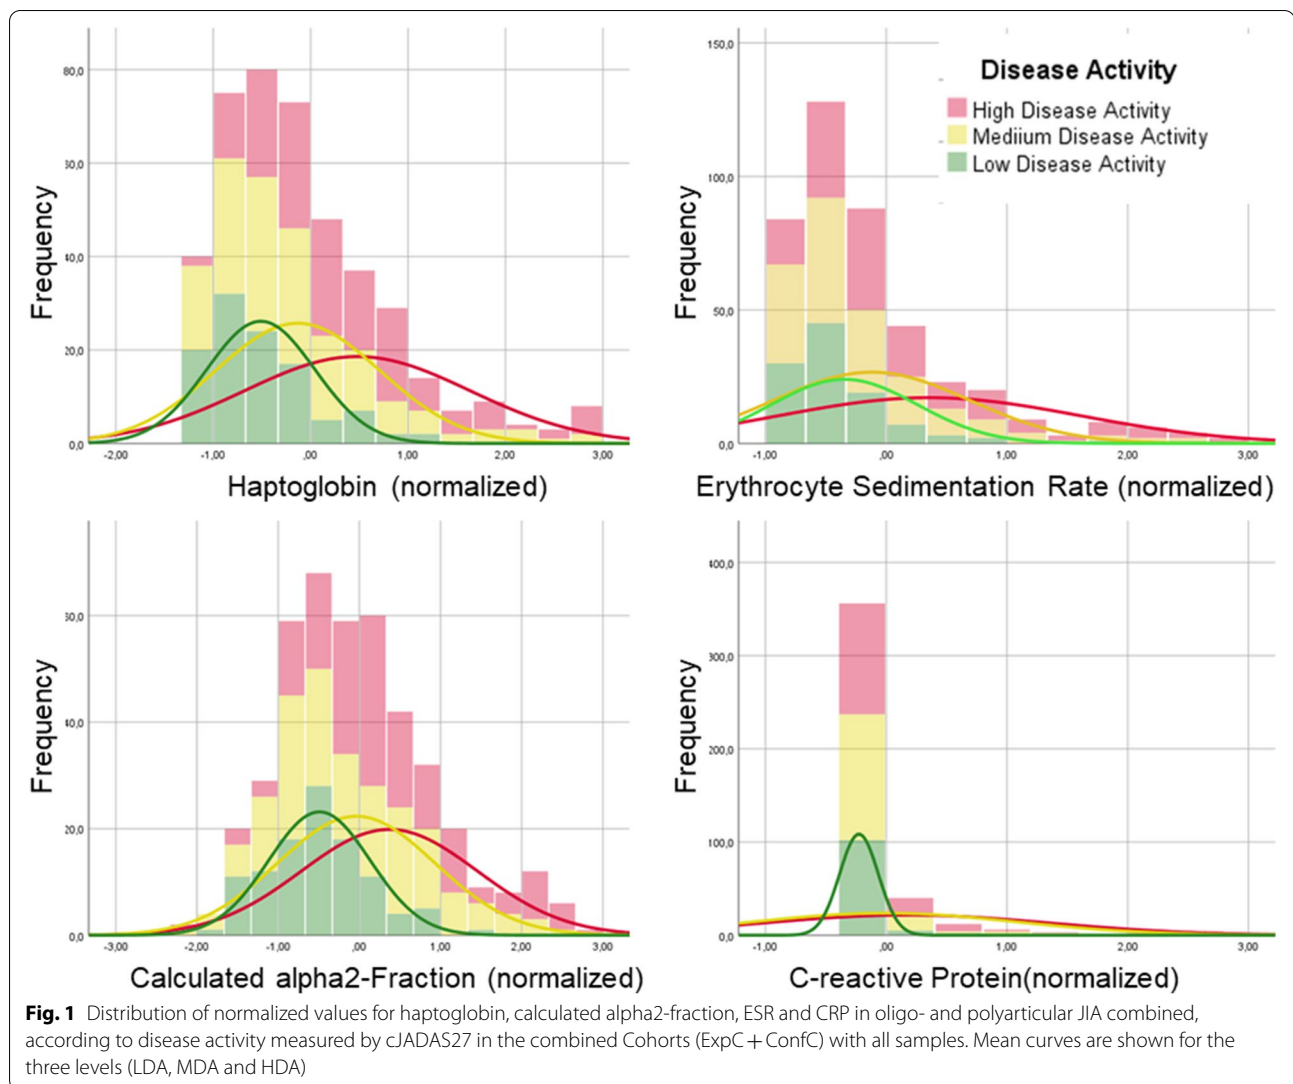 80,0
60,0
40,0
20,0
0,0
Frequency
-2,00 -1,00 ,00 1,00 2,00 3,00
Haptoglobin (normalized)
150,0
100,0
50,0
0,0
Frequency
Disease Activity
High Disease Activity
Mediium Disease Activity
Low Disease Activity
-1,00 ,00 1,00 2,00 3,00
Erythrocyte Sedimentation Rate (normalized)
60,0
40,0
20,0
0,0
Frequency
-3,00 -2,00 -1,00 ,00 1,00 2,00 3,00
Calculated alpha2-Fraction (normalized)
400,0
300,0
200,0
100,0
0,0
Frequency
-1,00 ,00 1,00 2,00 3,00
C-reactive Protein(normalized)
Fig. 1 Distribution of normalized values for haptoglobin, calculated alpha2-fraction, ESR and CRP in oligo- and polyarticular JIA combined,
according to disease activity measured by cJADAS27 in the combined Cohorts (ExpC + ConfC) with all samples. Mean curves are shown for the
three levels (LDA, MDA and HDA)